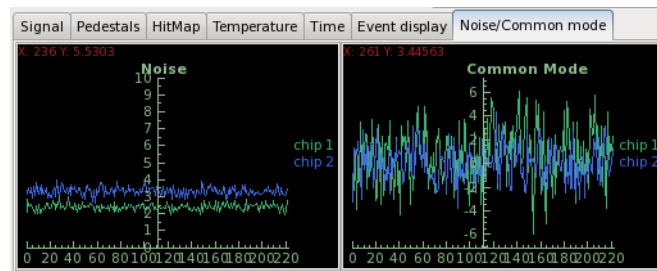 Signal Pedestals HitMap Temperature Time Event display Noise/Common mode
X: 236 Y: 5.5303
Noise
10
9
8
7
6
5
4
3
2
1
chip 1
chip 2
0 20 40 60 80 100 120 140 160 180 200 220
X: 261 Y: 3.44563
Common Mode
6
4
2
-2
-4
-6
chip 1
chip 2
0 20 40 60 80 100 120 140 160 180 200 220